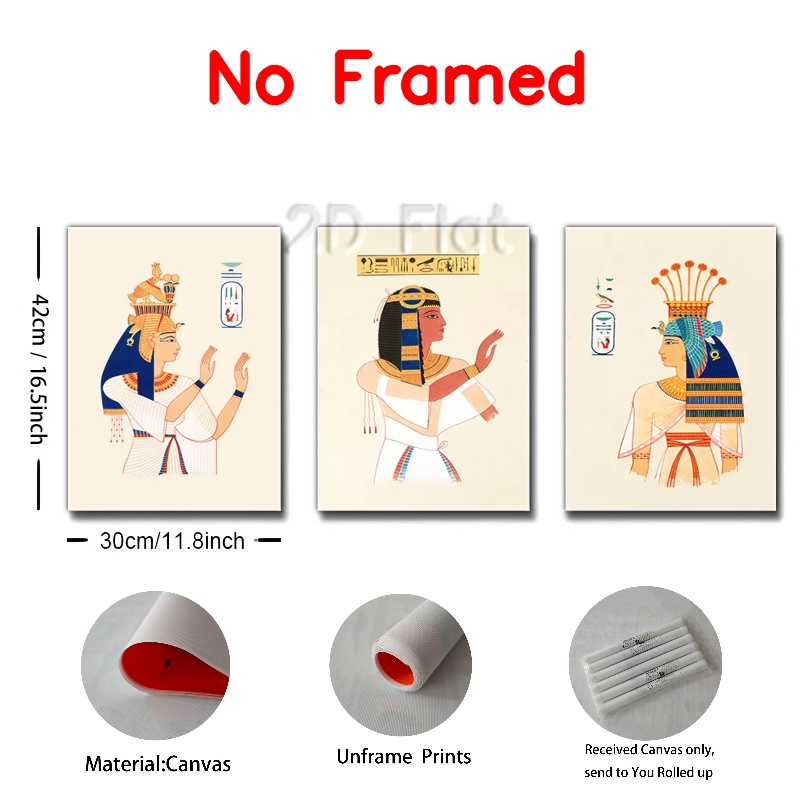 No Framed
2D Flat
42cm / 16.5inch
30cm/11.8inch
Material:Canvas
Unframe Prints
Received Canvas only,
send to You Rolled up